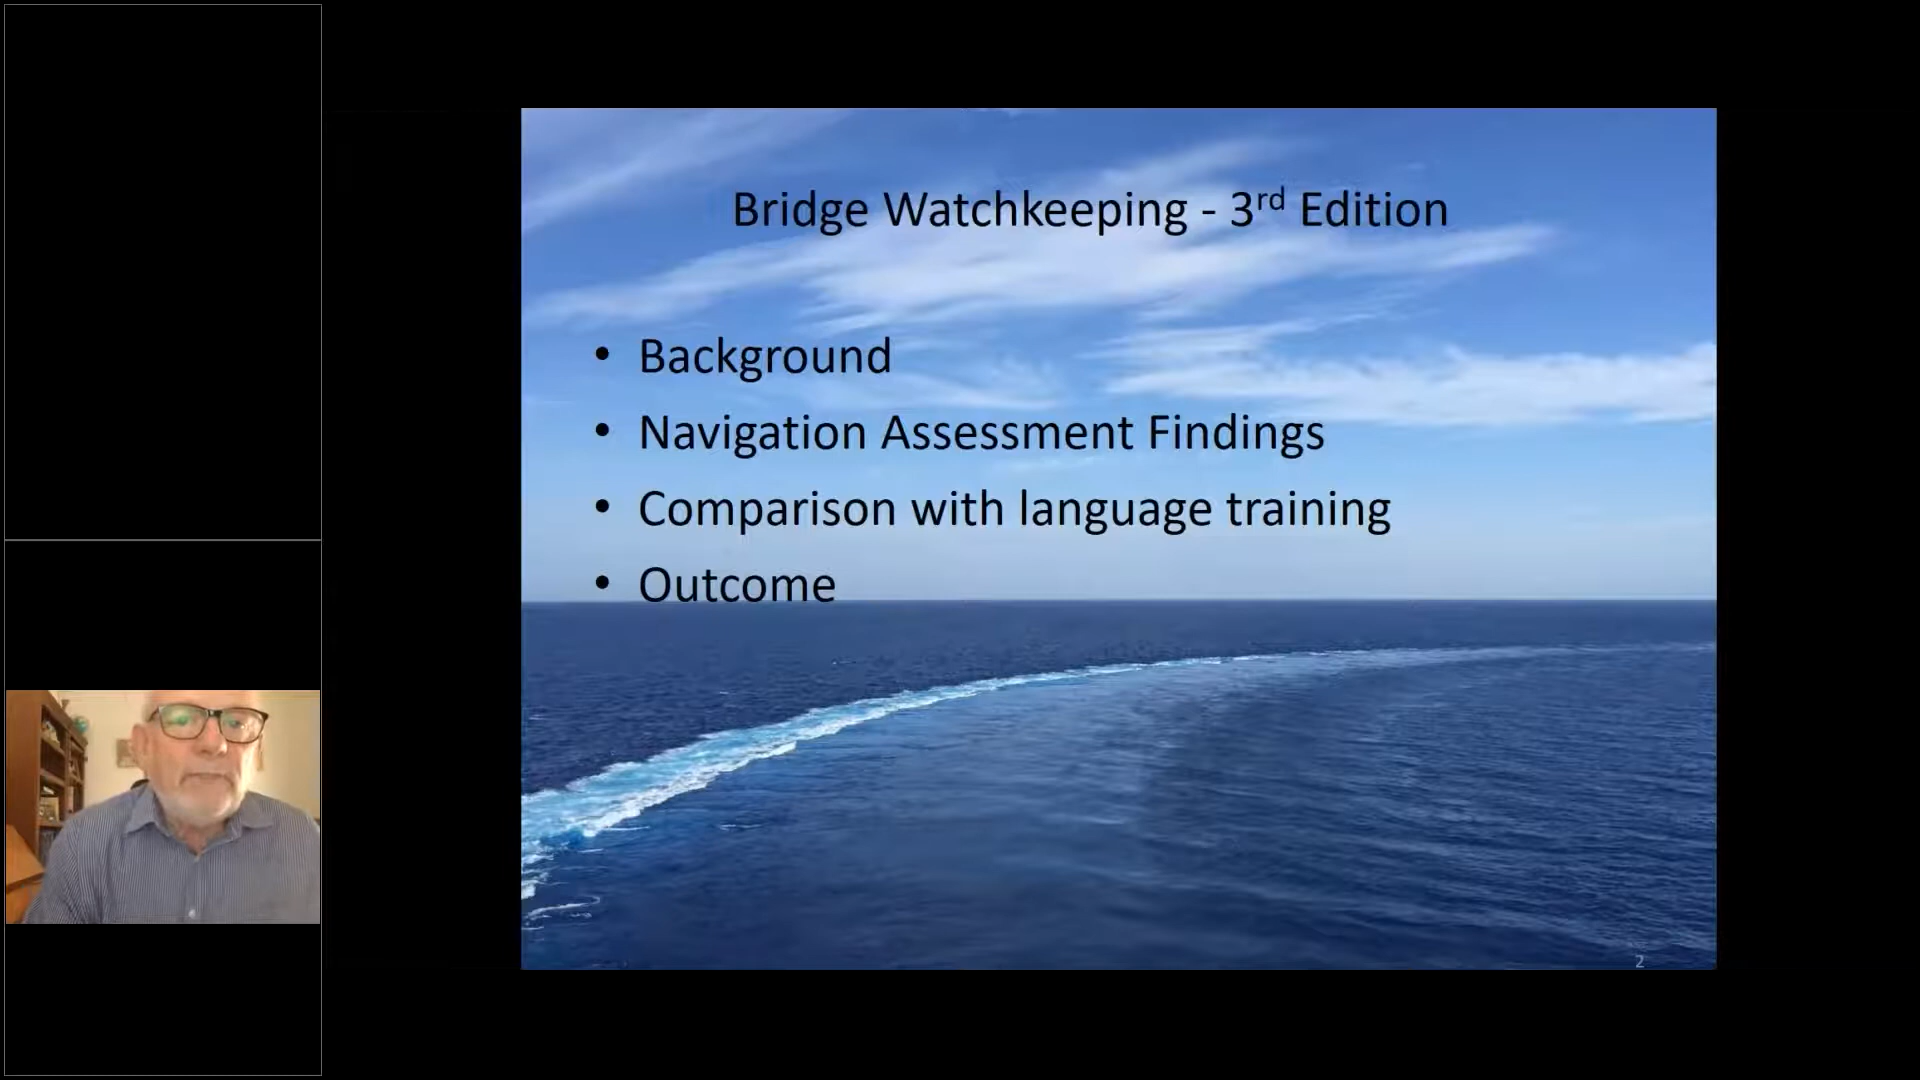 Bridge Watchkeeping - 3rd Edition
• Background
• Navigation Assessment Findings
• Comparison with language training
• Outcome
2